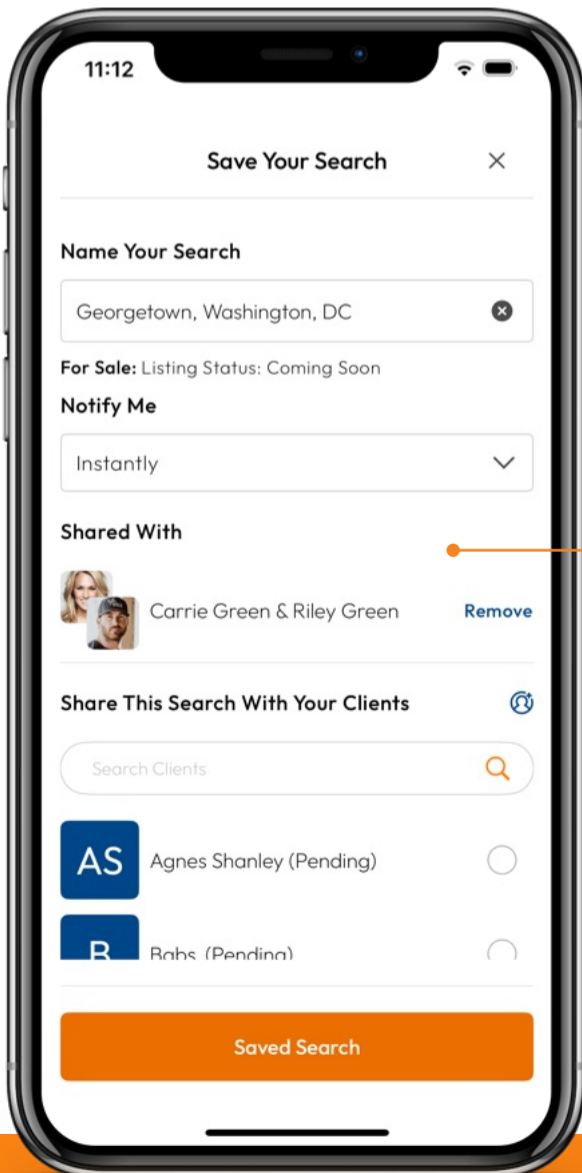 11:12
Save Your Search
Name Your Search
Georgetown, Washington, DC
For Sale: Listing Status: Coming Soon
Notify Me
Instantly
Shared With
Carrie Green & Riley Green
Remove
Share This Search With Your Clients
Search Clients
AS
Agnes Shanley (Pending)
B
Babs (Pending)
Saved Search